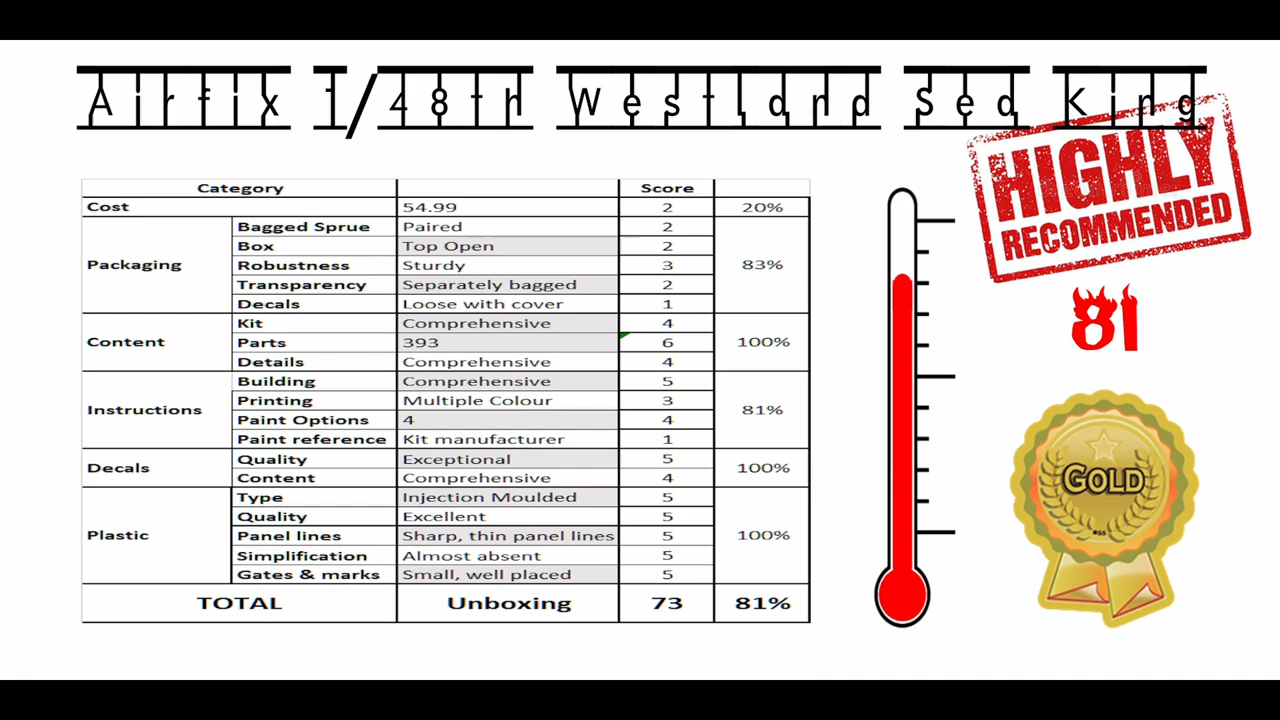 Airfix 1/48th Westland Sea King
HIGHLY
RECOMMENDED
Category Score
Cost 54.99 2 20%
Packaging 83%
Bagged Sprue Paired 2
Box Top Open 2
Robustness Sturdy 3
Transparency Separately bagged 2
Decals Loose with cover 1
Content 100%
Kit Comprehensive 4
Parts 393 6
Details Comprehensive 4
Instructions 81%
Building Comprehensive 5
Printing Multiple Colour 3
Paint Options 4 4
Paint reference Kit manufacturer 1
Decals 100%
Quality Exceptional 5
Content Comprehensive 4
Plastic 100%
Type Injection Moulded 5
Quality Excellent 5
Panel lines Sharp, thin panel lines 5
Simplification Almost absent 5
Gates & marks Small, well placed 5
TOTAL Unboxing 73 81%
81
GOLD